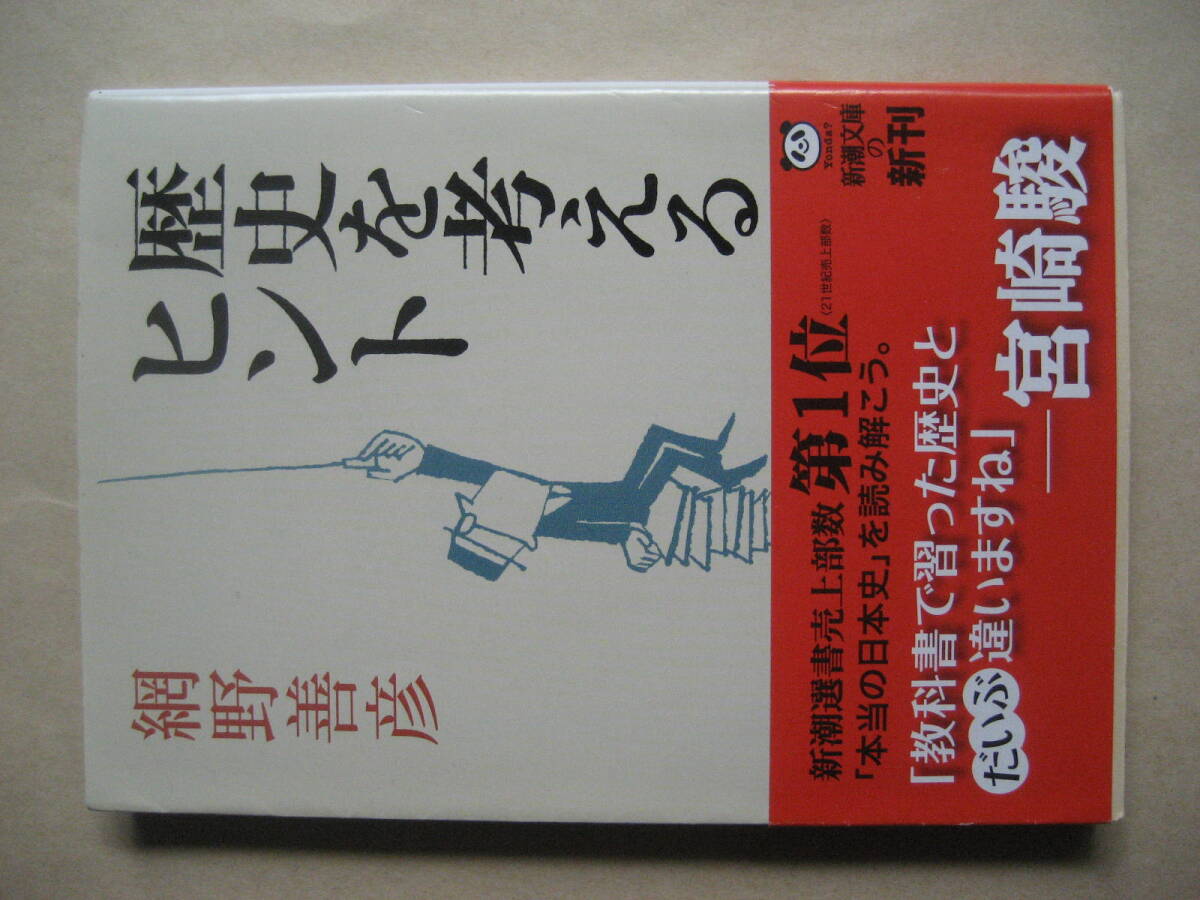 歴史を考える
ヒント
網野善彦
Yonda?
新潮文庫
の
新刊
新潮選書売上部数第1位〈21世紀売上部数〉
「本当の日本史」を読み解こう。
「教科書で習った歴史と
だいぶ違いますね」
──宮崎駿